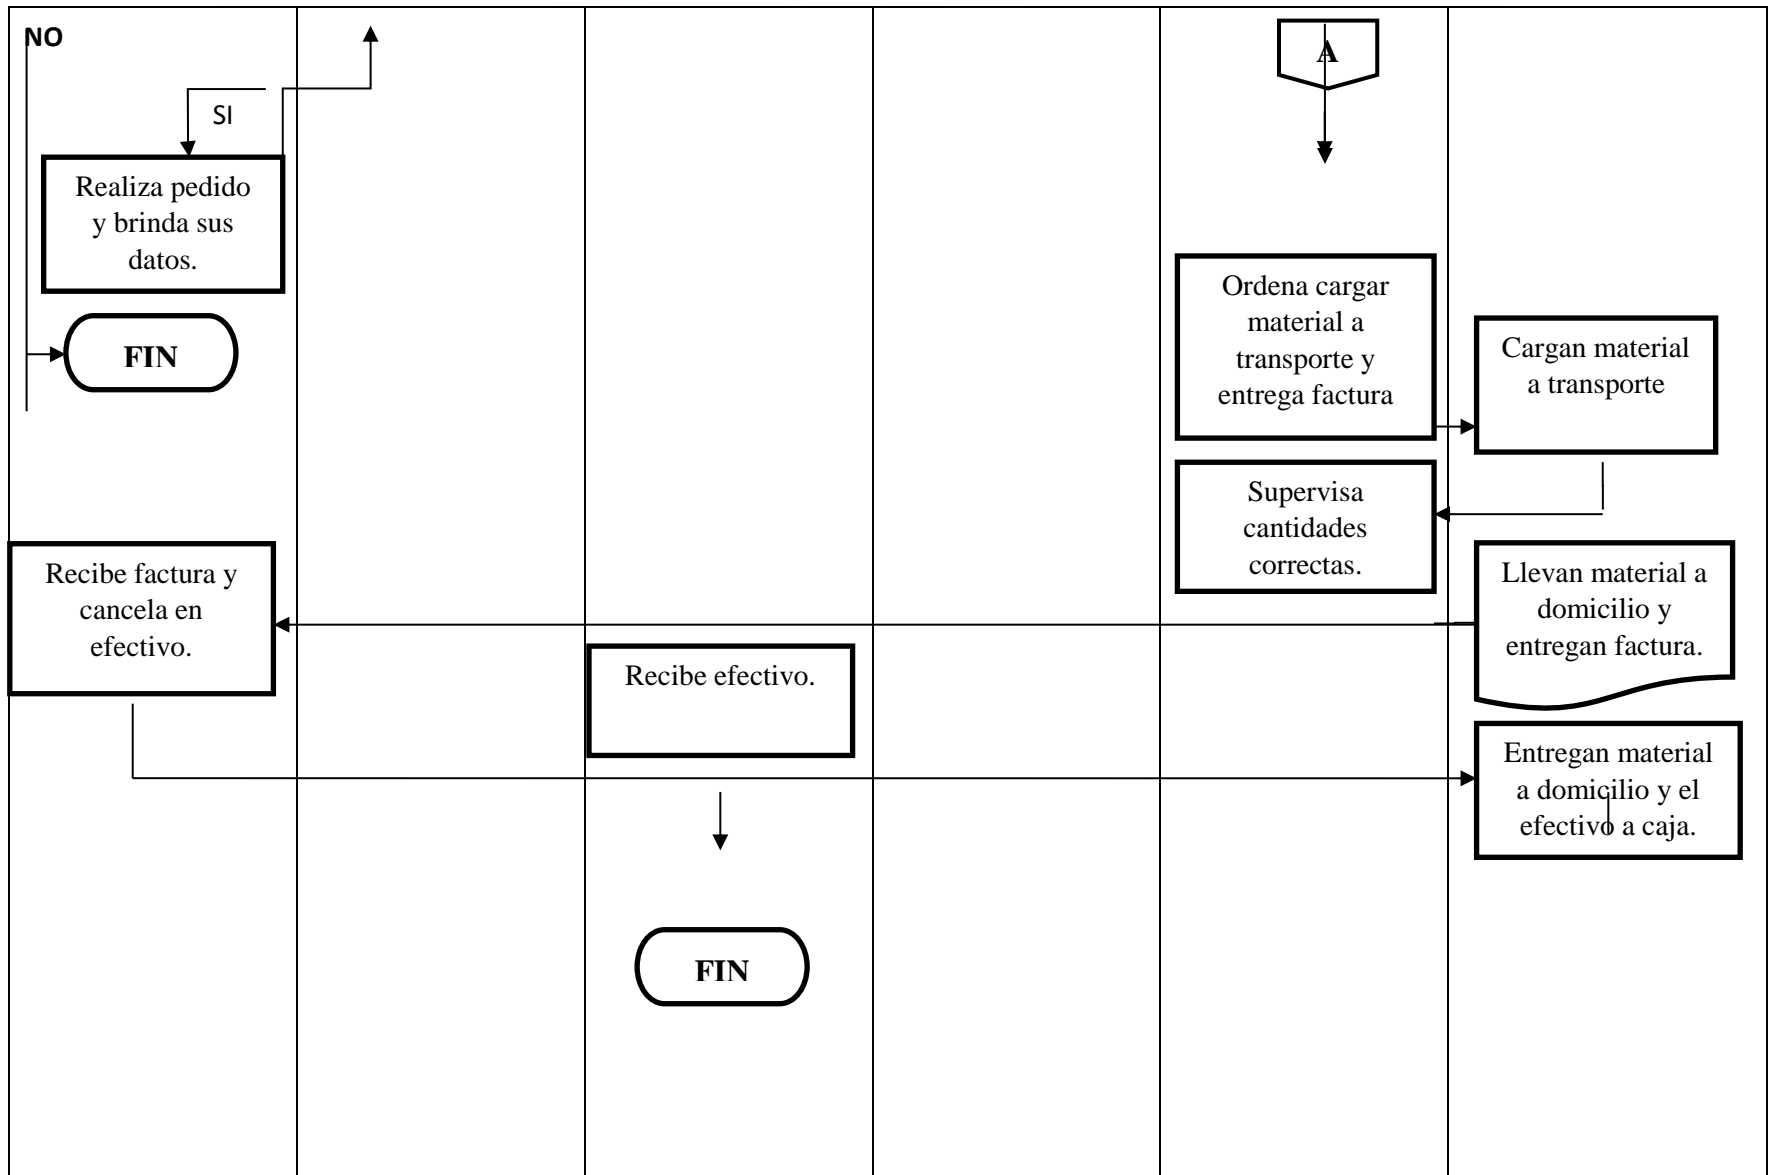 NO
A
SI
Realiza pedido
y brinda sus
datos.
FIN
Ordena cargar
material a
transporte y
entrega factura
Cargan material
a transporte
Supervisa
cantidades
correctas.
Recibe factura y
cancela en
efectivo.
Llevan material a
domicilio y
entregan factura.
Recibe efectivo.
Entregan material
a domicilio y el
efectivo a caja.
FIN